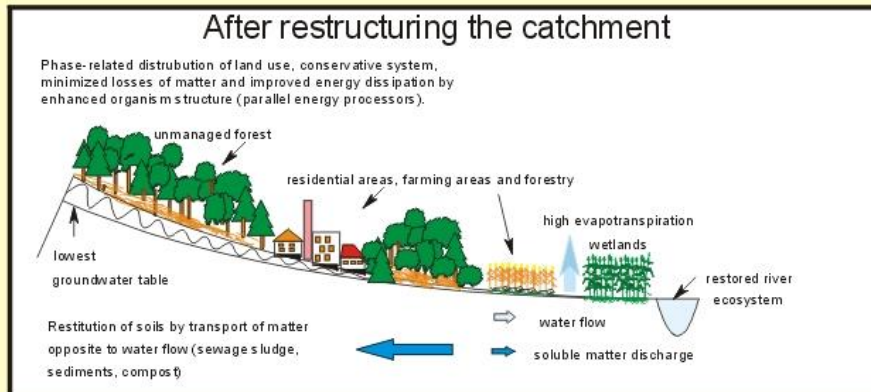 After restructuring the catchment
Phase-related distrubution of land use, conservative system,
minimized losses of matter and improved energy dissipation by
enhanced organism structure (parallel energy processors).
unmanaged forest
residential areas, farming areas and forestry
high evapotranspiration
wetlands
lowest
groundwater table
restored river
ecosystem
Restitution of soils by transport of matter
opposite to water flow (sewage sludge,
sediments, compost)
water flow
soluble matter discharge